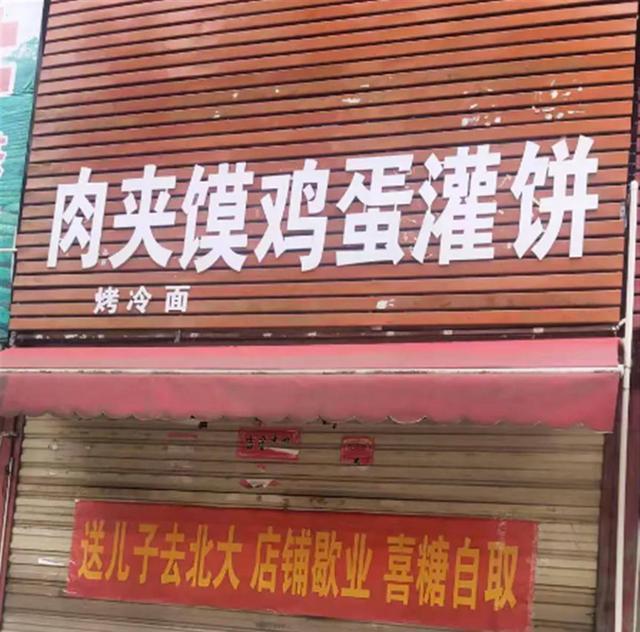 肉夹馍鸡蛋灌饼
烤冷面
送儿子去北大 店铺歇业 喜糖自取